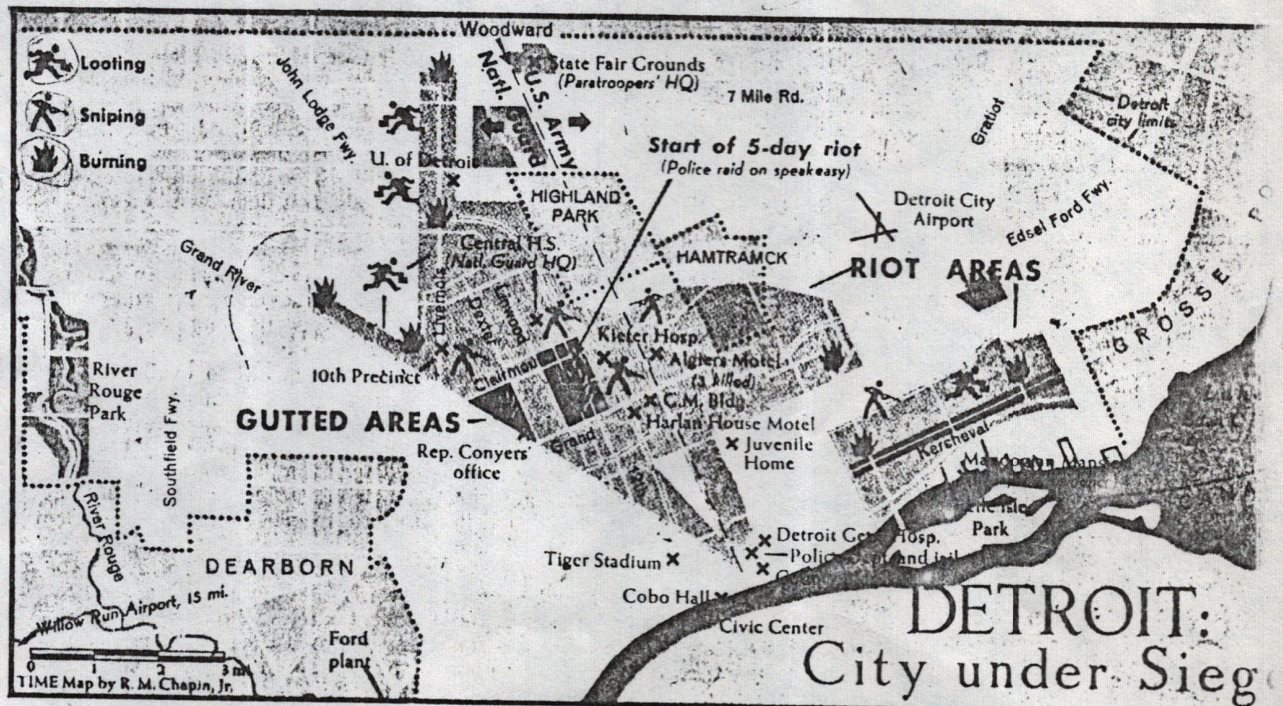 Looting
Sniping
Burning
Woodward
State Fair Grounds
(Paratroopers' HQ)
Natl. Guard
U.S. Army
7 Mile Rd.
John Lodge Fwy.
Gratiot
Detroit
city limits
U. of Detroit
Start of 5-day riot
(Police raid on speakeasy)
HIGHLAND
PARK
Detroit City
Airport
Edsel Ford Fwy.
Grand River
Central H.S.
(Natl. Guard HQ)
HAMTRAMCK
RIOT AREAS
GROSSE
Livernois
Dexter
Linwood
Kiefer Hosp.
Algiers Motel
(3 killed)
10th Precinct
Clairmount
G.M. Bldg.
Harlan House Motel
River
Rouge
Park
Southfield Fwy.
GUTTED AREAS
Grand
Rep. Conyers'
office
Juvenile
Home
Kercheval
River Rouge
Park
DEARBORN
Tiger Stadium
Detroit Hosp.
and jail
Cobo Hall
Civic Center
Willow Run Airport, 15 mi.
Ford
plant
0 1 2 3 mi.
TIME Map by R. M. Chapin, Jr.
DETROIT:
City under Sieg